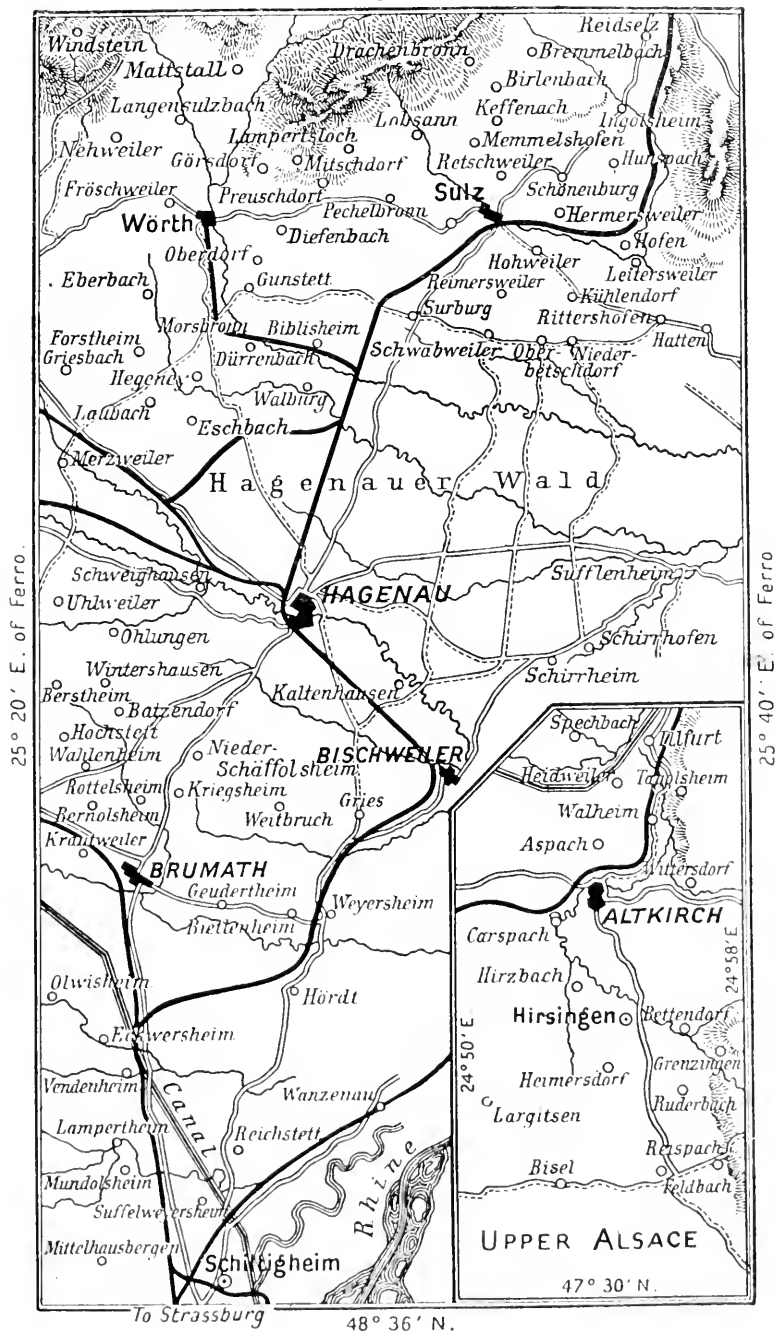 Reidselz
Windstein
Drachenbronn
Bremmelbach
Mattstall
Birlenbach
Langensulzbach
Keffenach
Lobsann
Ingolsheim
Lampertsloch
Memmelshofen
Nehweiler
Görsdorf
Mitschdorf
Retschweiler
Hunspach
Fröschweiler
Preuschdorf
Sulz
Schönenburg
Wörth
Pechelbronn
Hermersweiler
Diefenbach
Hofen
Oberdorf
Hohweiler
Leitersweiler
Eberbach
Gunstett
Reimersweiler
Kühlendorf
Surburg
Rittershofen
Morsbronn
Biblisheim
Hatten
Forstheim
Dürrenbach
Schwabweiler
Ober-
Nieder-
betschdorf
Griesbach
Hegeney
Walburg
Laubach
Eschbach
Merzweiler
Hagenauer Wald
25° 20' E. of Ferro.
25° 40' E. of Ferro
Schweighausen
Sufflenheim
HAGENAU
Uhlweiler
Ohlungen
Schirrhofen
Wintershausen
Schirrheim
Kaltenhausen
Berstheim
Batzendorf
Hochstett
Wahlenheim
Nieder-
Schäffolsheim
BISCHWEILER
Rottelsheim
Kriegsheim
Bernolsheim
Weitbruch
Gries
Krautweiler
BRUMATH
Geudertheim
Weyersheim
Bietlenheim
Olwisheim
Hördt
Eckwersheim
Vendenheim
Canal
Wanzenau
Lampertheim
Reichstett
Rhine
Mundolsheim
Suffelweyersheim
Mittelhausbergen
Schiltigheim
To Strassburg
48° 36' N.
Spechbach
Illfurt
Heidweiler
Tagolsheim
Walheim
Aspach
Wittersdorf
ALTKIRCH
Carspach
24° 58' E
Hirzbach
Hirsingen
Bettendorf
24° 50' E.
Grenzingen
Heimersdorf
Ruderbach
Largitsen
Reispach
Bisel
Feldbach
UPPER ALSACE
47° 30' N.